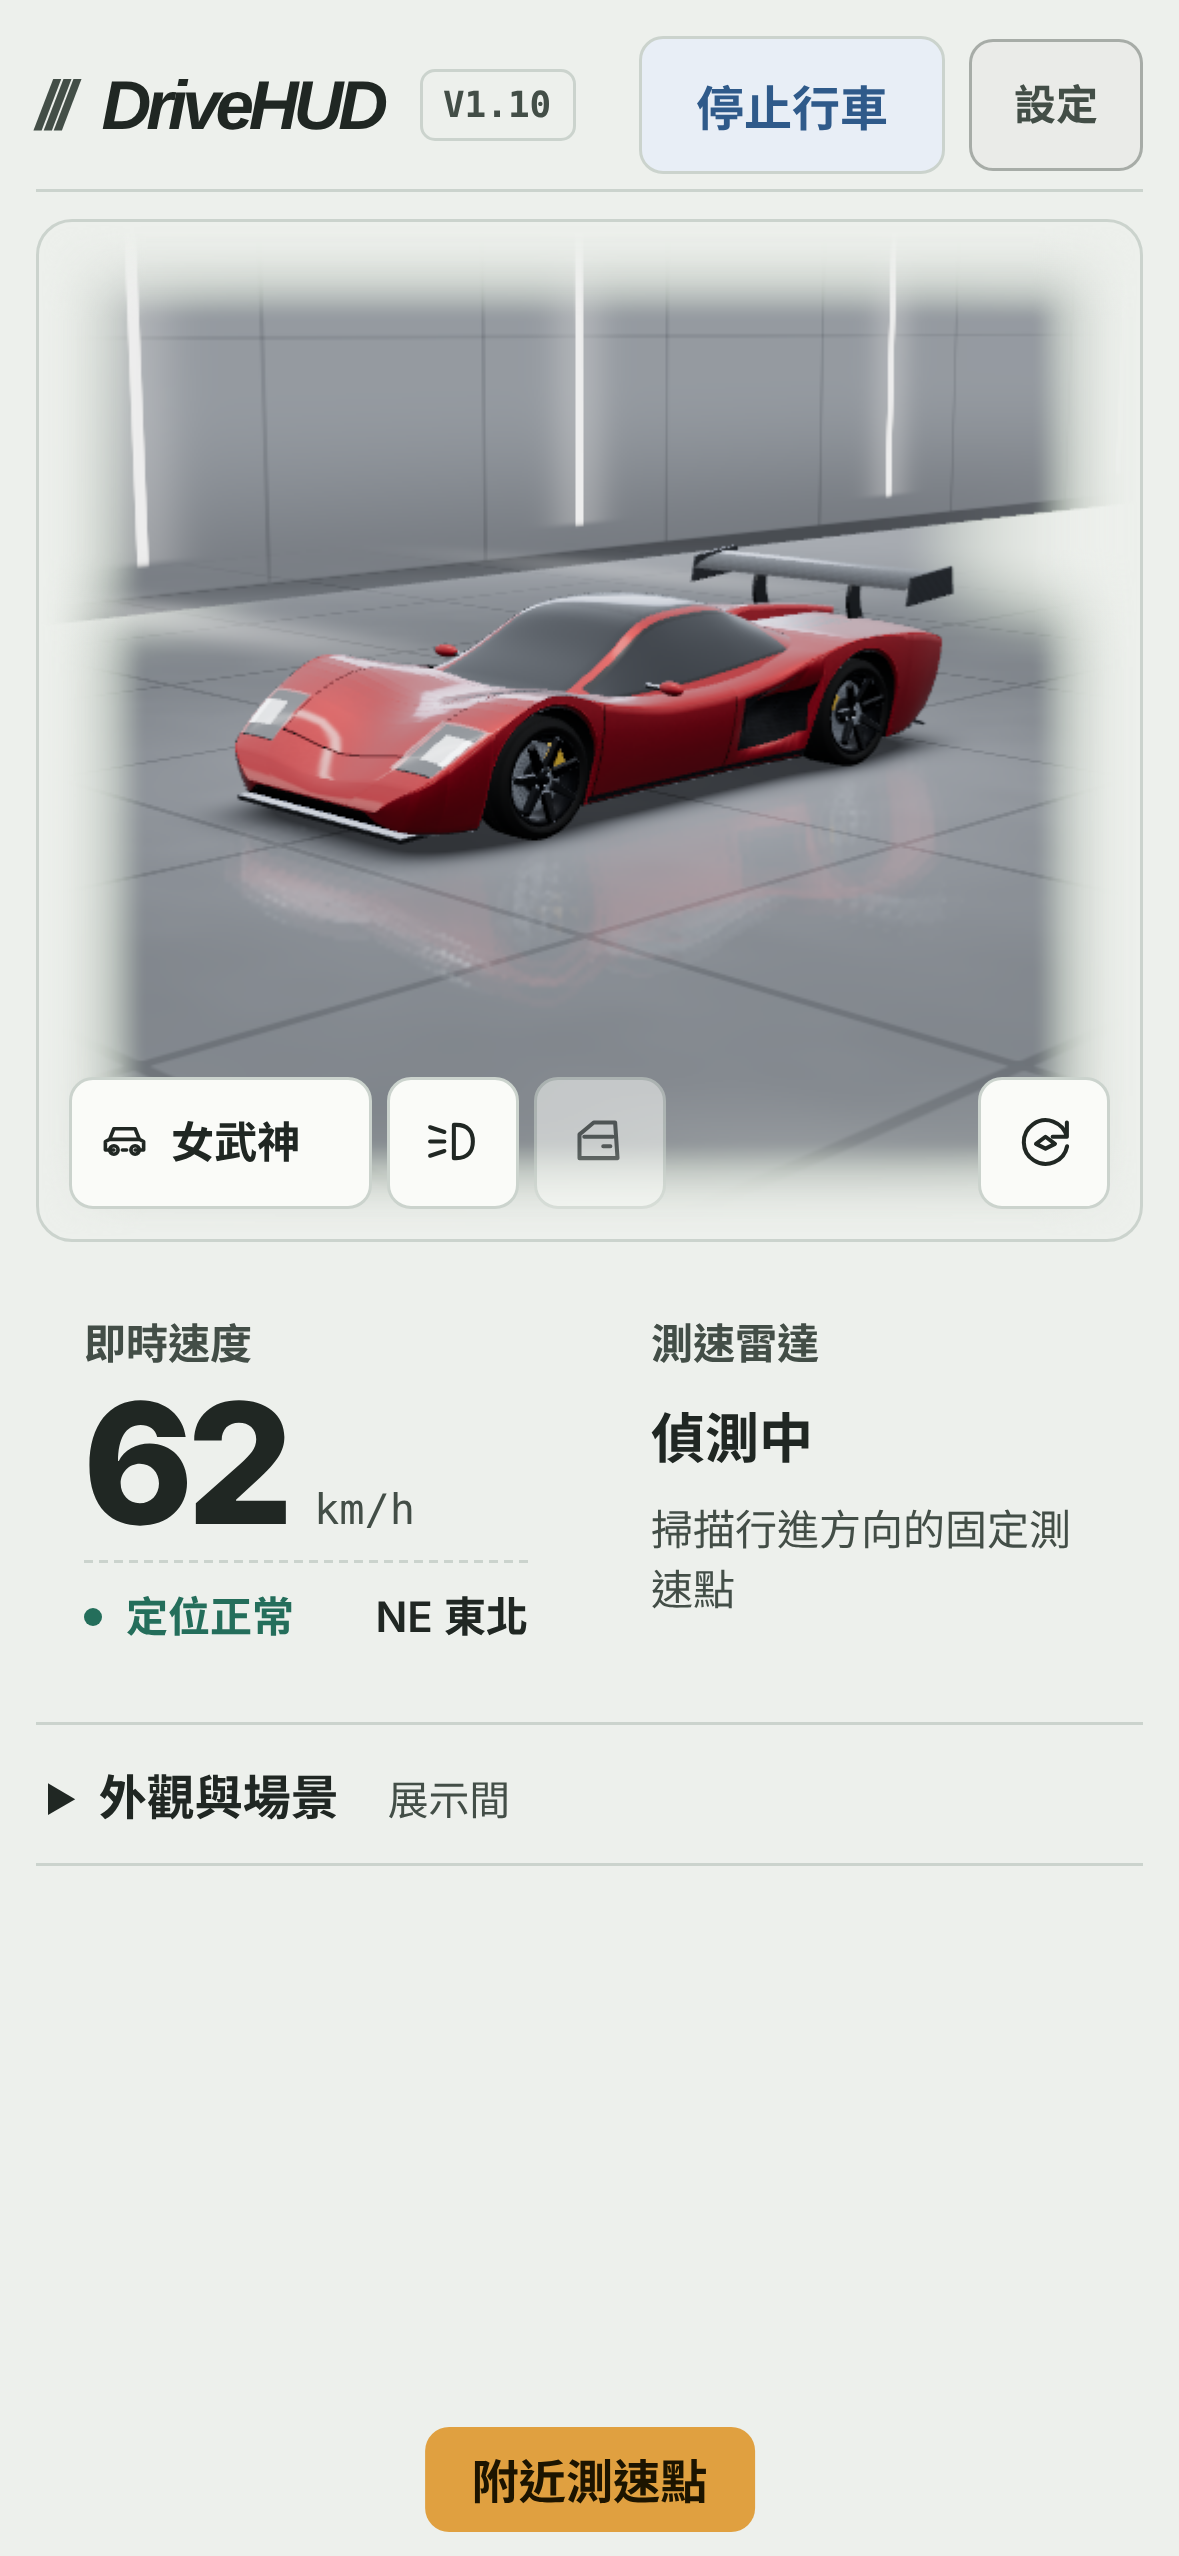 DriveHUD
V1.10
停止行車
設定
女武神
即時速度
62 km/h
定位正常
NE 東北
測速雷達
偵測中
掃描行進方向的固定測
速點
外觀與場景
展示間
附近測速點